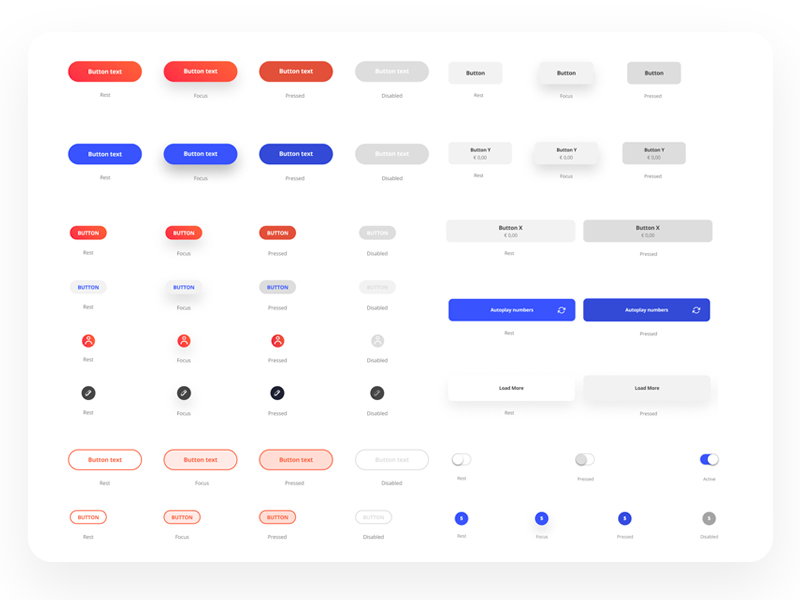 Button text Button text Button text Button text Button Button Button
Rest Focus Pressed Disabled Rest Focus Pressed
Button text Button text Button text Button text Button Y Button Y Button Y
€ 0,00 € 0,00 € 0,00
Rest Focus Pressed Disabled Rest Focus Pressed
BUTTON BUTTON BUTTON BUTTON Button X Button X
€ 0,00 € 0,00
Rest Focus Pressed Disabled Rest Pressed
BUTTON BUTTON BUTTON BUTTON
Rest Focus Pressed Disabled
Autoplay numbers Autoplay numbers
Rest Pressed
Rest Focus Pressed Disabled
Load More Load More
Rest Focus Pressed Disabled Rest Pressed
Button text Button text Button text Button text
Rest Focus Pressed Disabled Rest Pressed Active
BUTTON BUTTON BUTTON BUTTON $ $ $ $
Rest Focus Pressed Disabled Rest Focus Pressed Disabled